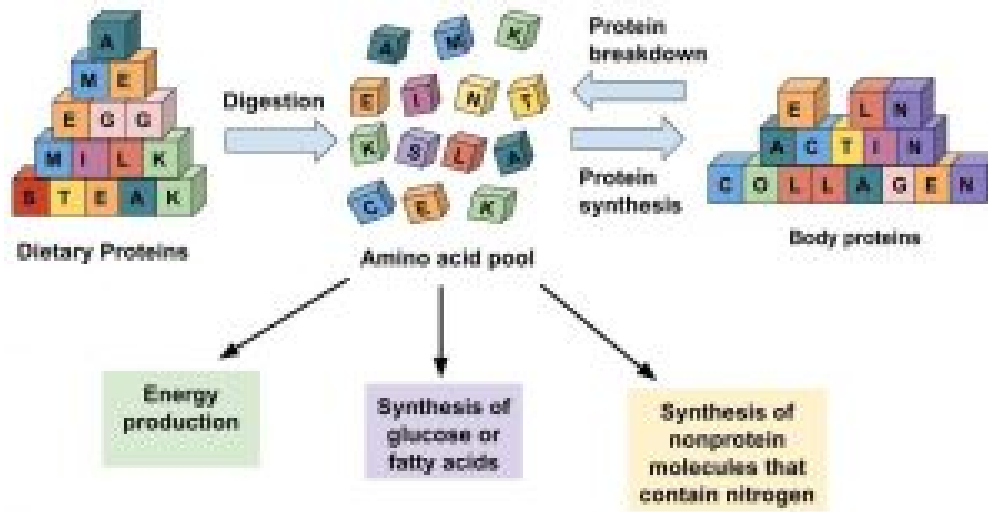 A
M E
E G G
M I L K
S T E A K
Dietary Proteins
Digestion
A M K
E I N T
K S L A
C E K
Amino acid pool
Protein
breakdown
Protein
synthesis
E L N
A C T I N
C O L L A G E N
Body proteins
Energy
production
Synthesis of
glucose or
fatty acids
Synthesis of
nonprotein
molecules that
contain nitrogen